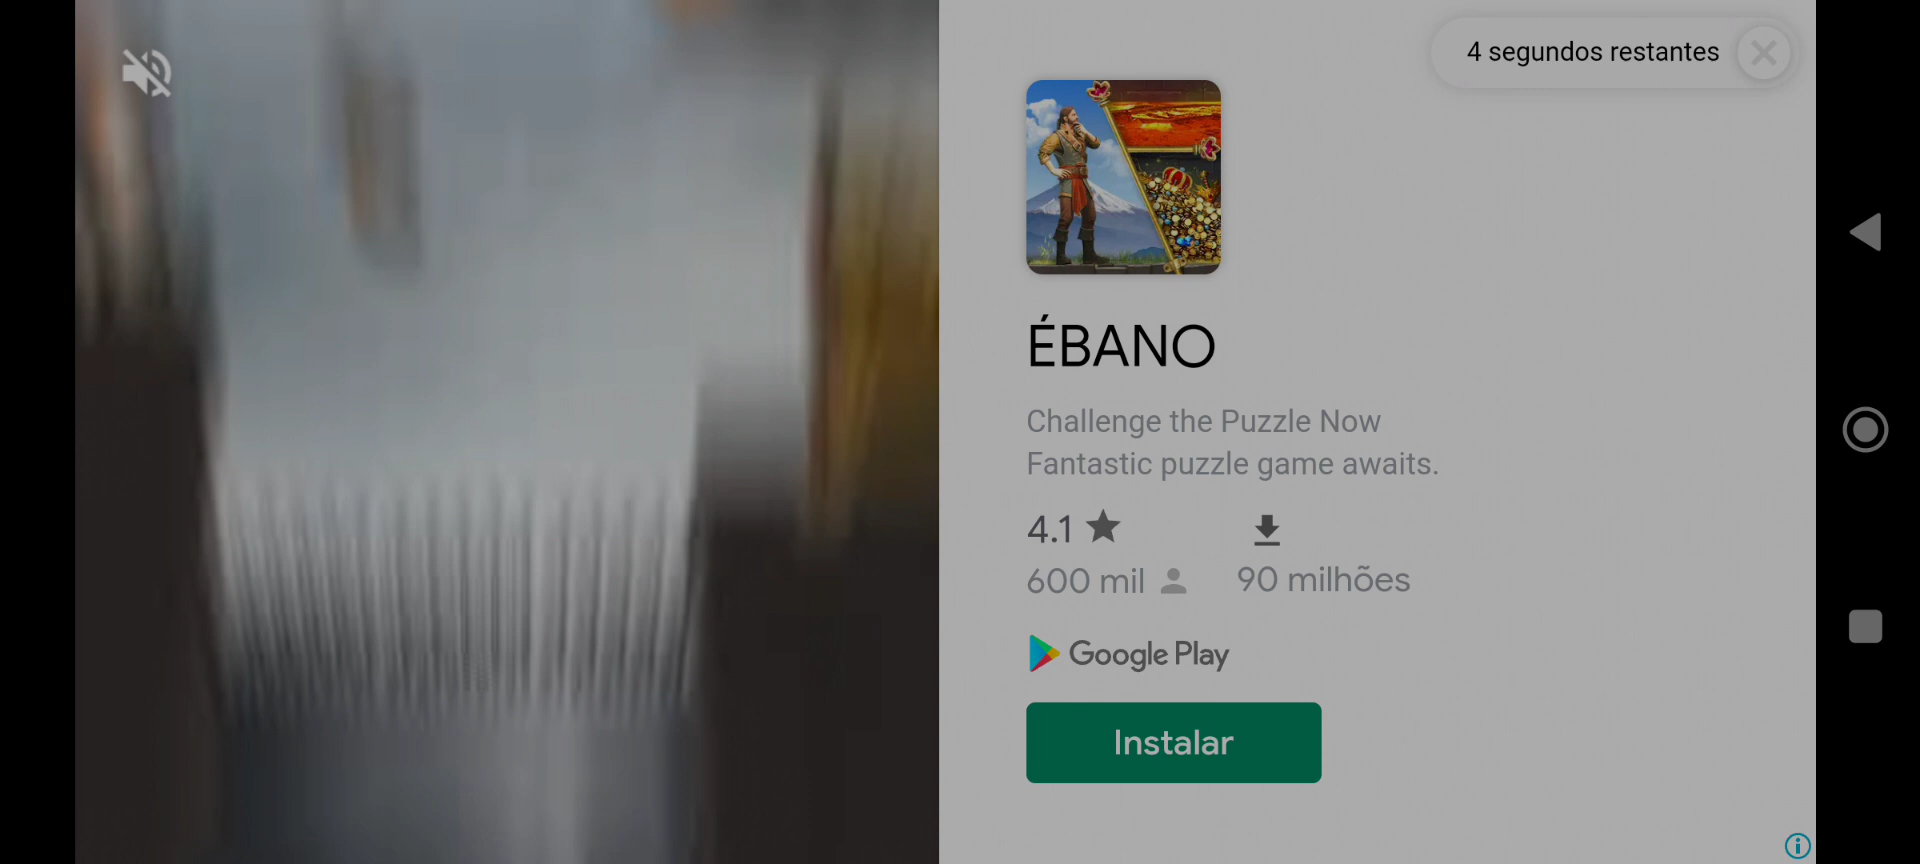 4 segundos restantes
ÉBANO
Challenge the Puzzle Now
Fantastic puzzle game awaits.
4.1
600 mil
90 milhões
Google Play
Instalar